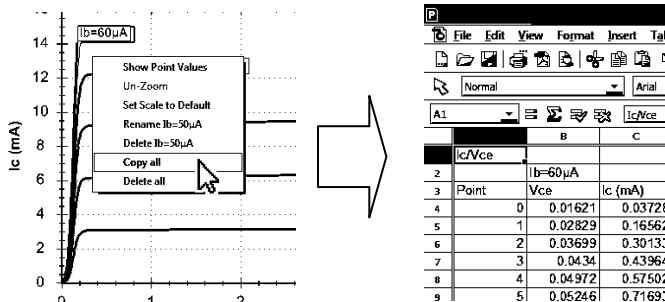 16
Ib=60µA
14
12
10
8
6
4
2
0
Ic (mA)
0 1 2
Show Point Values
Un-Zoom
Set Scale to Default
Rename Ib=50µA
Delete Ib=50µA
Copy all
Delete all
File Edit View Format Insert
Normal Arial
A1 Ic/Vce
B C
Ic/Vce
2 Ib=60µA
3 Point Vce Ic (mA)
4 0 0.01621 0.03728
5 1 0.02829 0.16562
6 2 0.03699 0.30133
7 3 0.0434 0.43964
8 4 0.04972 0.57502
9 5 0.05246 0.71693